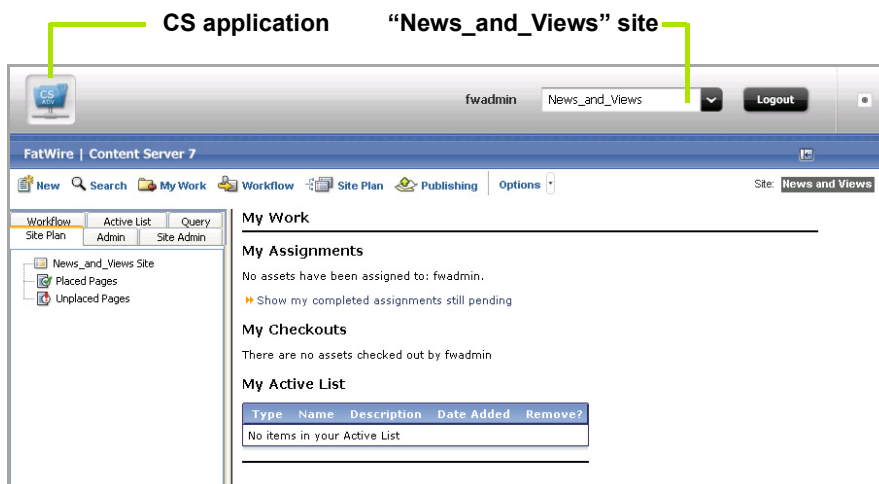 CS application “News_and_Views” site
CS
ADV
fwadmin News_and_Views Logout
FatWire | Content Server 7
New Search My Work Workflow Site Plan Publishing Options Site: News and Views
Workflow Active List Query
Site Plan Admin Site Admin
News_and_Views Site
Placed Pages
Unplaced Pages
My Work
My Assignments
No assets have been assigned to: fwadmin.
Show my completed assignments still pending
My Checkouts
There are no assets checked out by fwadmin
My Active List
Type Name Description Date Added Remove?
No items in your Active List